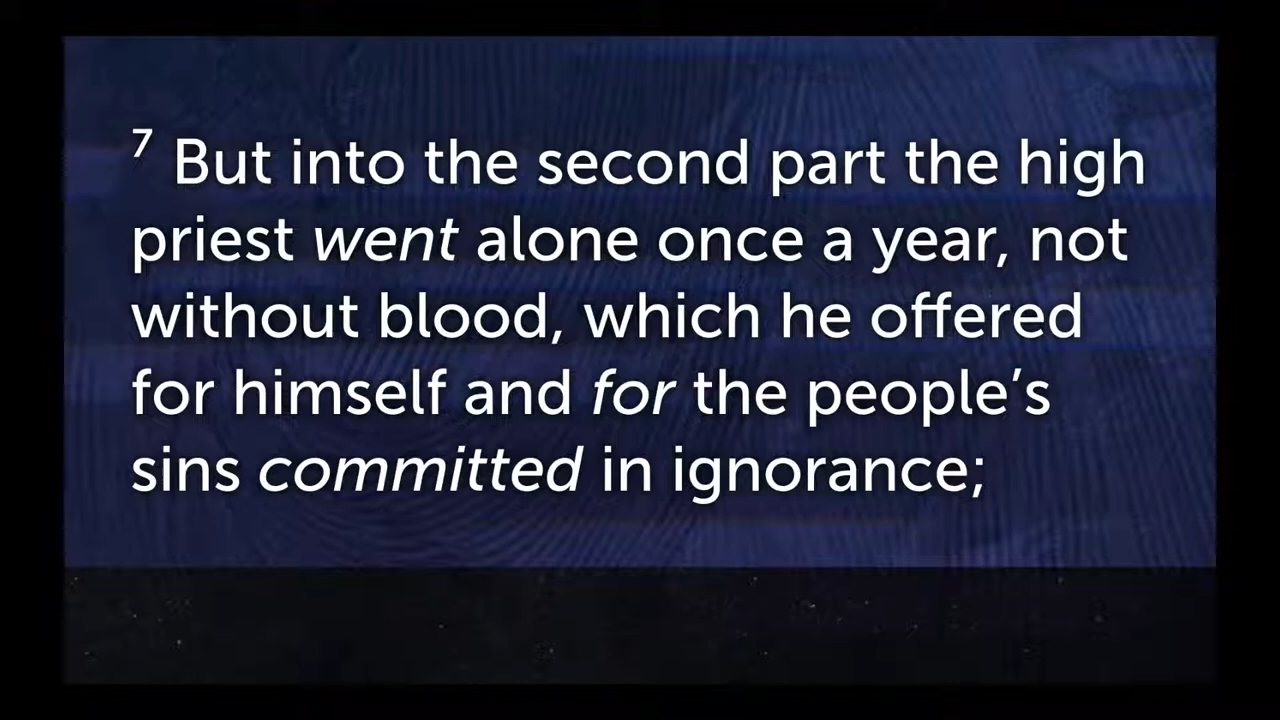 7 But into the second part the high
priest went alone once a year, not
without blood, which he offered
for himself and for the people’s
sins committed in ignorance;